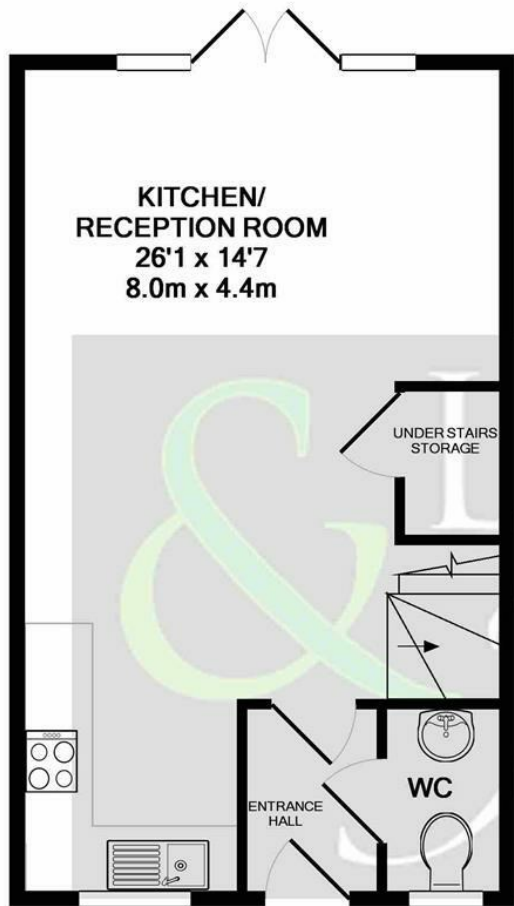 KITCHEN/
RECEPTION ROOM
26'1 x 14'7
8.0m x 4.4m
UNDER STAIRS
STORAGE
&
ENTRANCE
HALL
WC